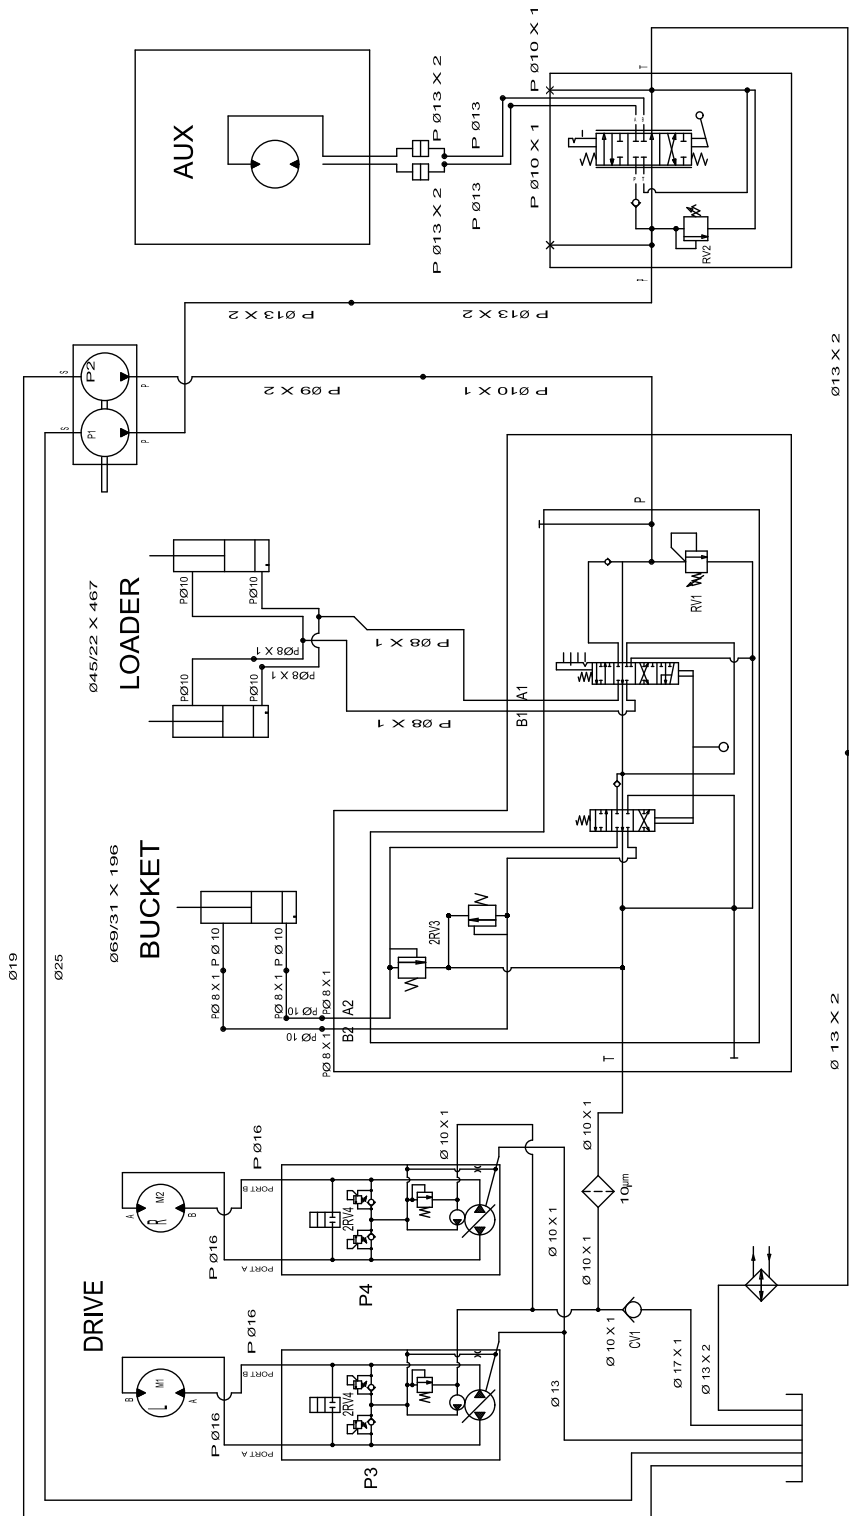 AUX
P Ø13 X 2
P Ø13
P Ø13 X 2
P Ø13
P Ø10 X 1
P Ø10 X 1
T
P
T
RV2
P
P Ø13 X 2
P Ø13 X 2
Ø13 X 2
S
P2
P
S
P1
P
P Ø9 X 2
P Ø10 X 1
Ø45/22 X 467
LOADER
PØ10
PØ10
PØ10
PØ10
PØ8 X 1
PØ8 X 1
P Ø8 X 1
P Ø8 X 1
B1
A1
P
RV1
Ø69/31 X 196
BUCKET
P Ø 10
P Ø 10
PØ 8 X 1
PØ 8 X 1
PØ 10
PØ 10
PØ 8 X 1
PØ 8 X 1
B2
A2
2RV3
T
Ø19
Ø25
Ø 13 X 2
DRIVE
A
M2
R
B
P Ø16
P Ø16
PORT B
PORT A
2RV4
P4
Ø 10 X 1
Ø 10 X 1
10µm
Ø 10 X 1
Ø 10 X 1
B
M1
L
A
P Ø16
P Ø16
PORT B
PORT A
2RV4
P3
Ø 13
Ø 10 X 1
CV1
Ø 17 X 1
Ø 13 X 2